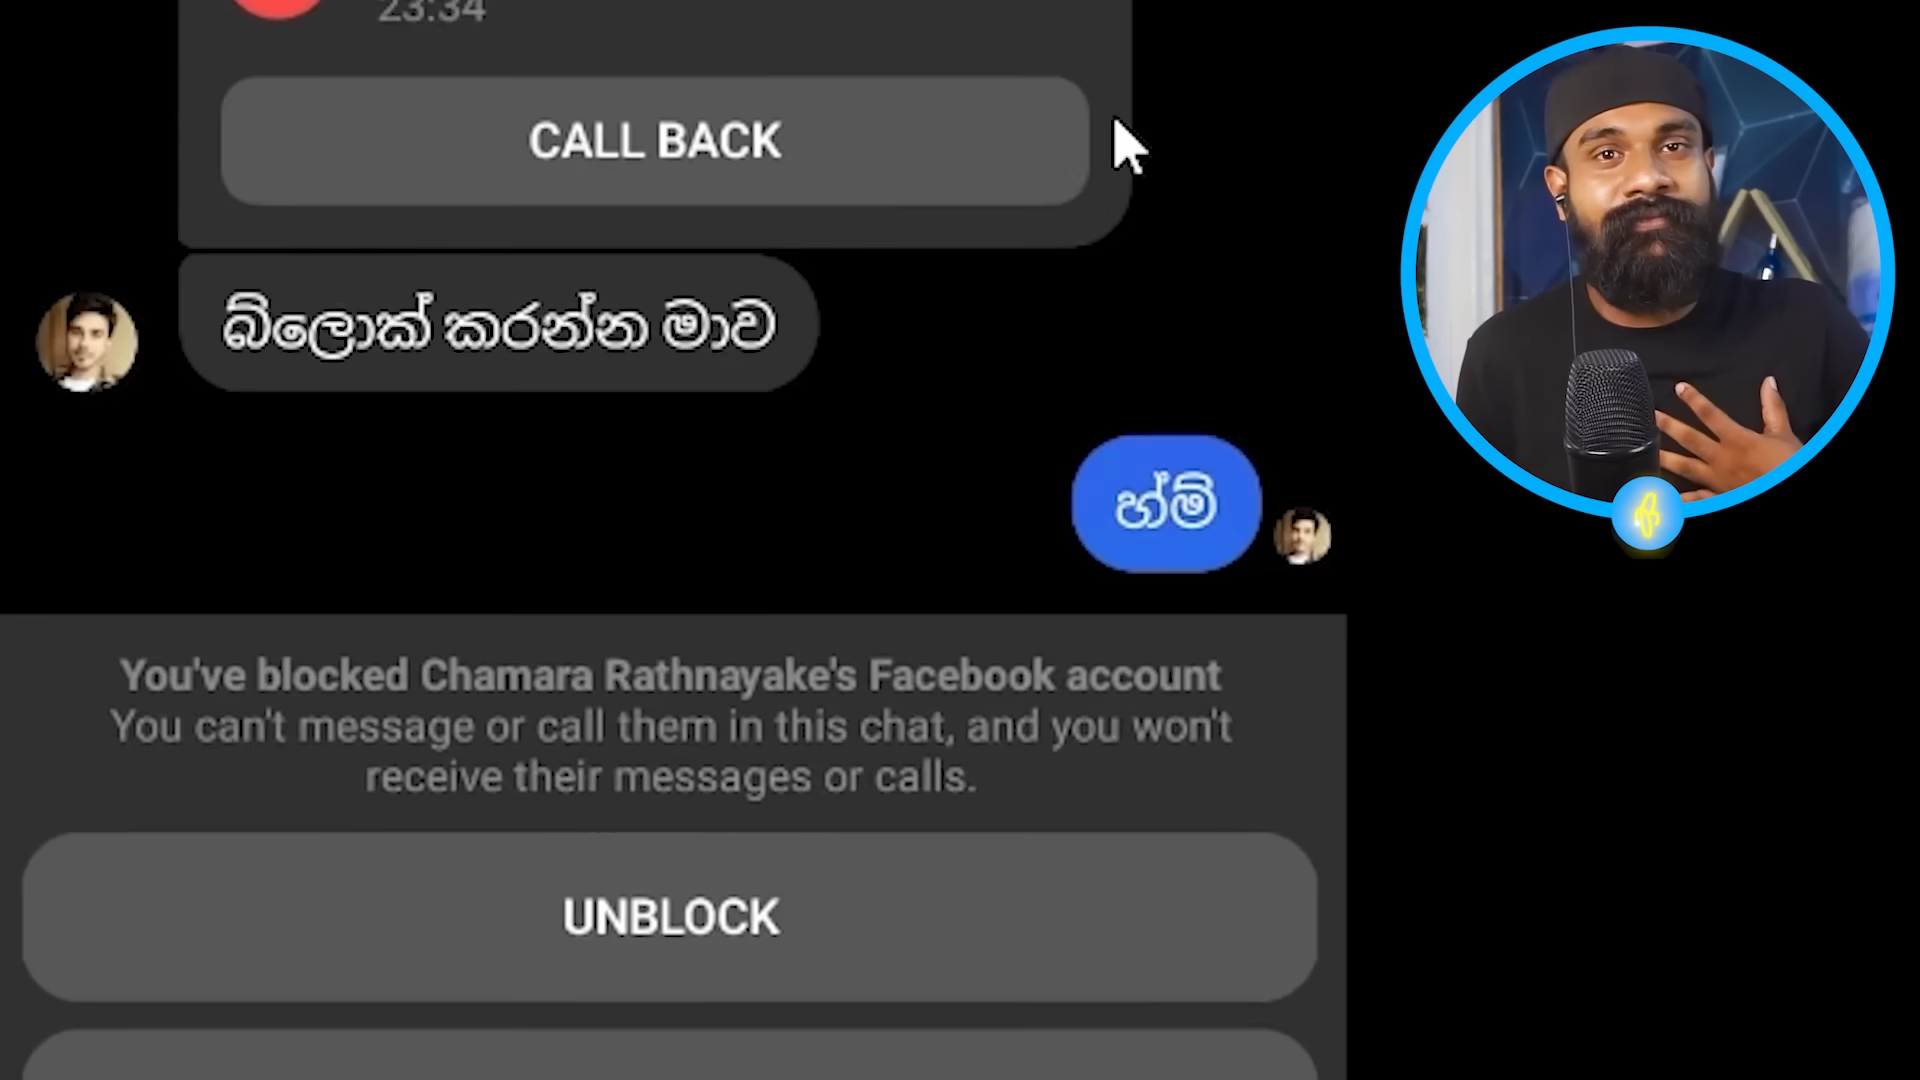 23:34
CALL BACK
බ්ලොක් කරන්න මාව
හ්ම්
You've blocked Chamara Rathnayake's Facebook account
You can't message or call them in this chat, and you won't
receive their messages or calls.
UNBLOCK